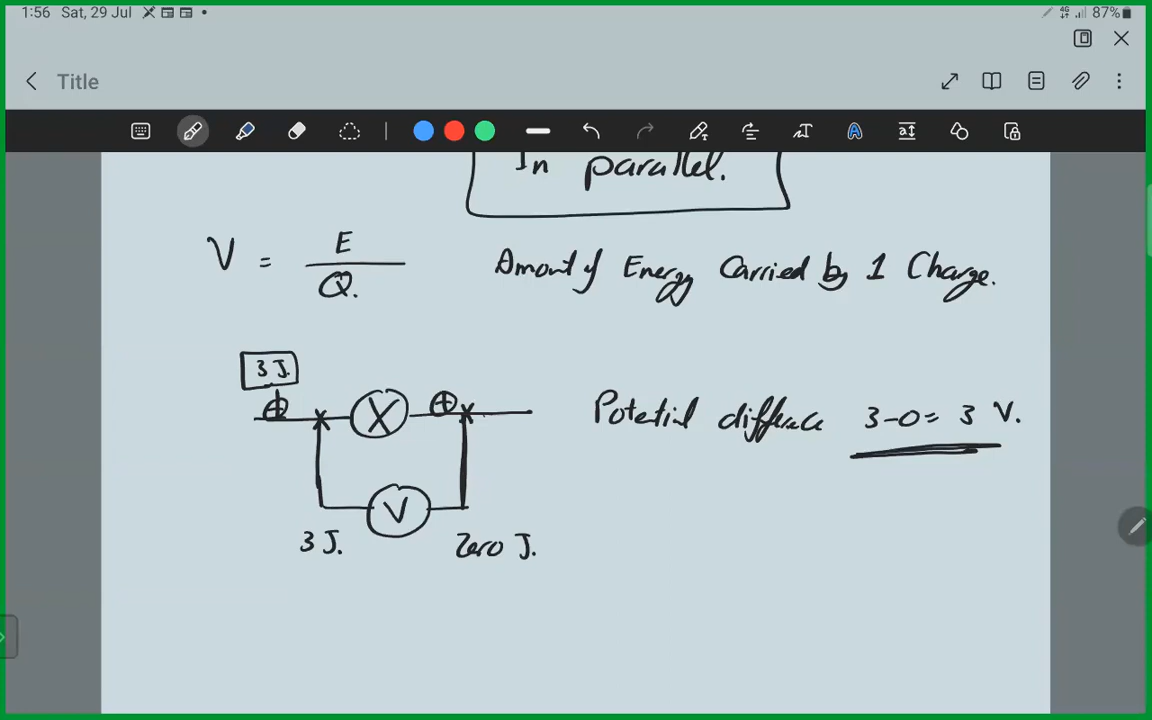 1:56 Sat, 29 Jul
4G 87%
Title
In parallel.
V = E / Q. Amount of Energy Carried by 1 Charge.
3 J.
X
Potential difference 3-0= 3 V.
V
3 J. Zero J.